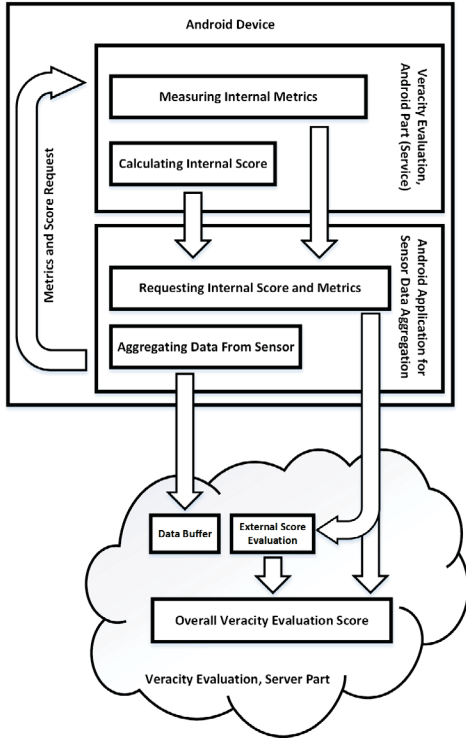 Android Device
Measuring Internal Metrics
Calculating Internal Score
Veracity Evaluation,
Android Part (Service)
Metrics and Score Request
Requesting Internal Score and Metrics
Aggregating Data From Sensor
Android Application for
Sensor Data Aggregation
Data Buffer
External Score
Evaluation
Overall Veracity Evaluation Score
Veracity Evaluation, Server Part